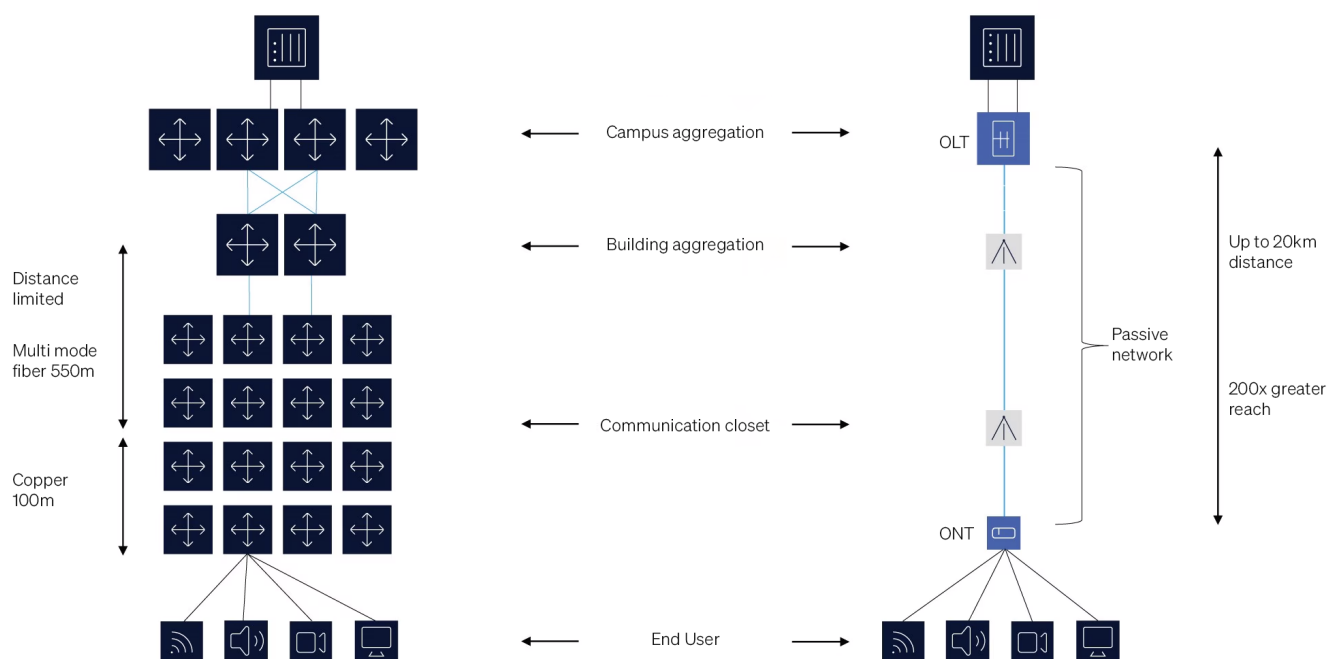 Campus aggregation
OLT
Building aggregation
Distance
limited
Multi mode
fiber 550m
Up to 20km
distance
Passive
network
200x greater
reach
Communication closet
Copper
100m
ONT
End User